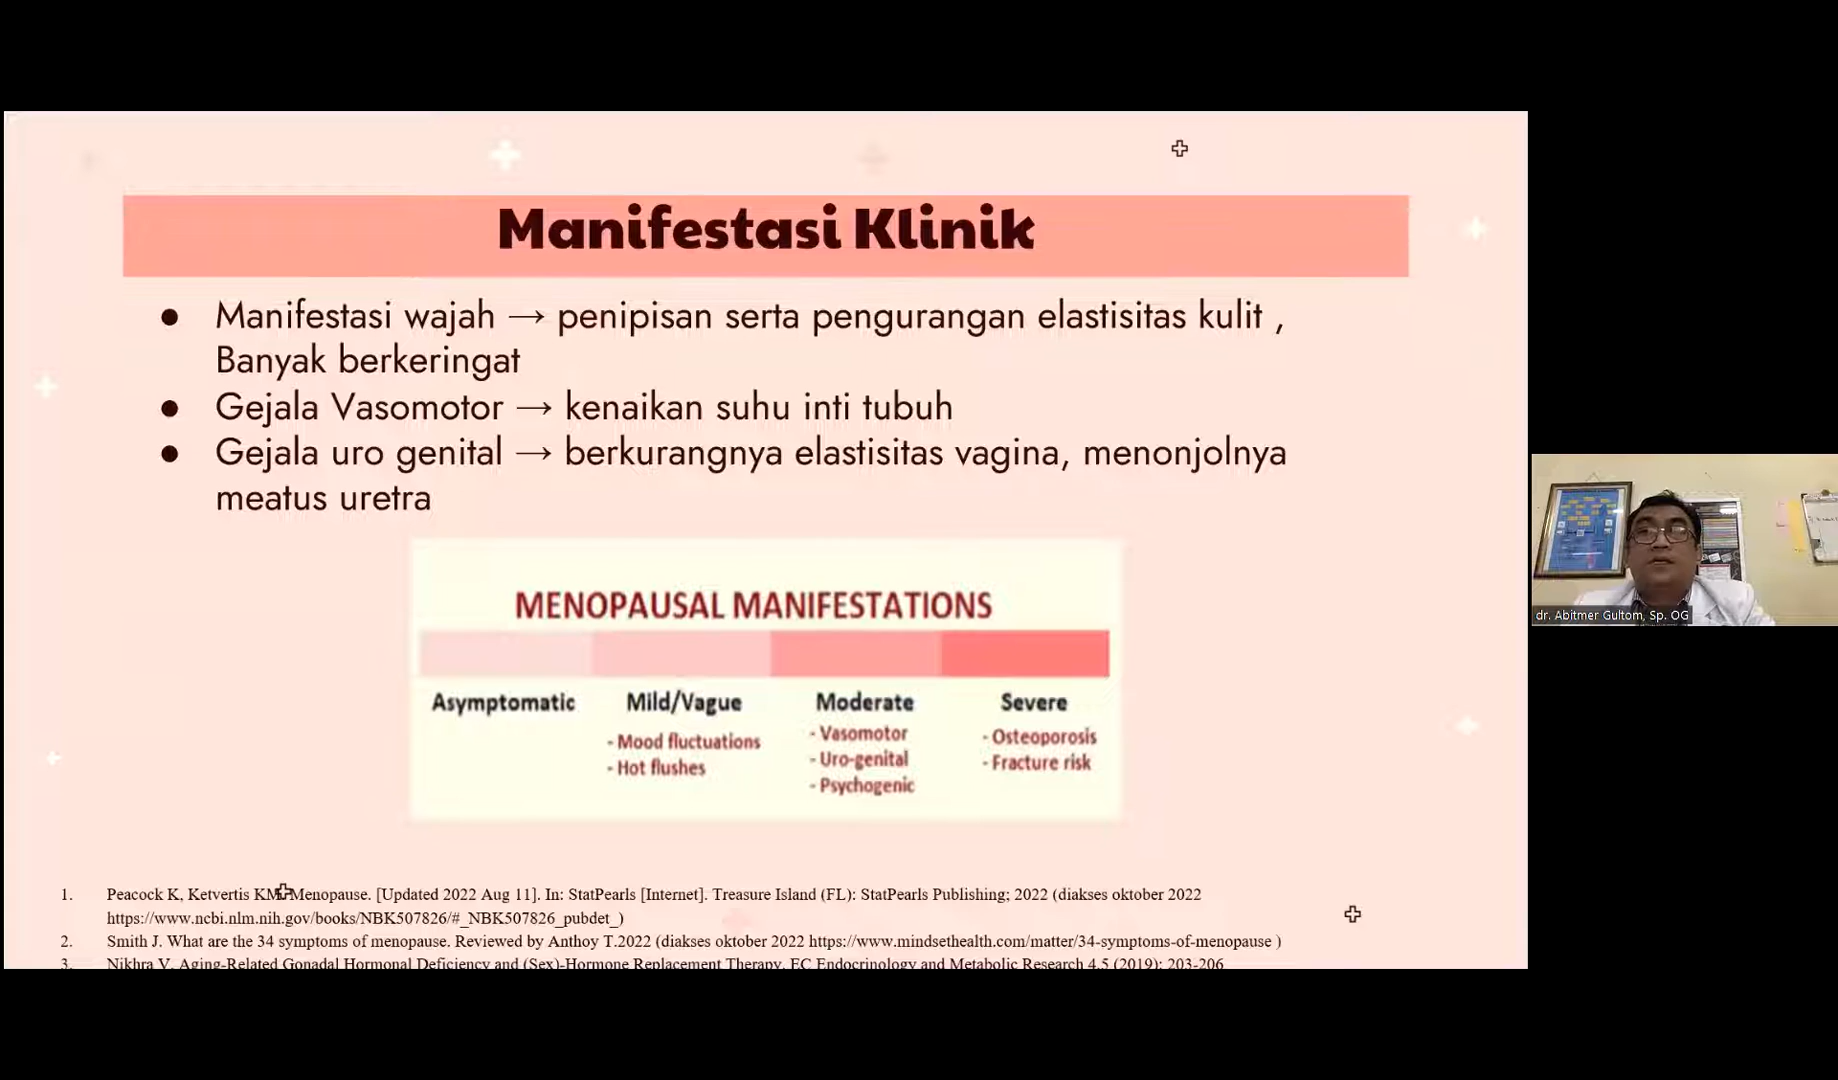 Manifestasi Klinik
● Manifestasi wajah → penipisan serta pengurangan elastisitas kulit ,
Banyak berkeringat
● Gejala Vasomotor → kenaikan suhu inti tubuh
● Gejala uro genital → berkurangnya elastisitas vagina, menonjolnya
meatus uretra
MENOPAUSAL MANIFESTATIONS
Asymptomatic
Mild/Vague
- Mood fluctuations
- Hot flushes
Moderate
- Vasomotor
- Uro-genital
- Psychogenic
Severe
- Osteoporosis
- Fracture risk
1. Peacock K, Ketvertis KM. Menopause. [Updated 2022 Aug 11]. In: StatPearls [Internet]. Treasure Island (FL): StatPearls Publishing; 2022 (diakses oktober 2022
https://www.ncbi.nlm.nih.gov/books/NBK507826/#_NBK507826_pubdet_)
2. Smith J. What are the 34 symptoms of menopause. Reviewed by Anthoy T.2022 (diakses oktober 2022 https://www.mindsethealth.com/matter/34-symptoms-of-menopause )
3. Nikhra V. Aging-Related Gonadal Hormonal Deficiency and (Sex)-Hormone Replacement Therapy. EC Endocrinology and Metabolic Research 4.5 (2019): 203-206
dr. Abitmer Gultom, Sp. OG